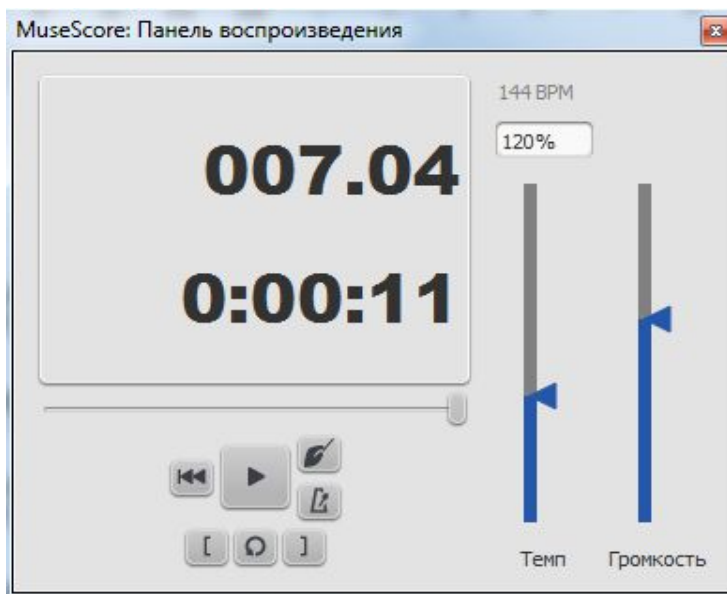 MuseScore: Панель воспроизведения
144 BPM
120%
007.04
0:00:11
[ ]
Темп Громкость